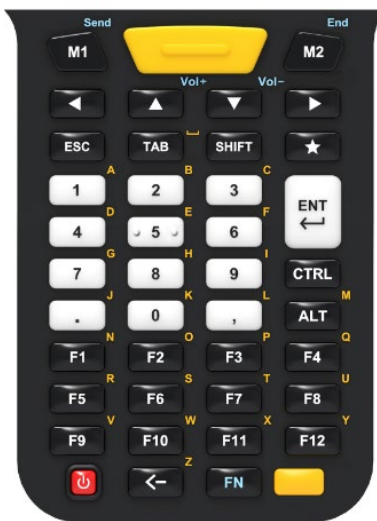 Send End
M1 M2
Vol+ Vol-
ESC TAB SHIFT
A B C
1 2 3 ENT
D E F
4 5 6
G H I
7 8 9 CTRL
J K L M
. 0 , ALT
N O P Q
F1 F2 F3 F4
R S T U
F5 F6 F7 F8
V W X Y
F9 F10 F11 F12
Z
FN